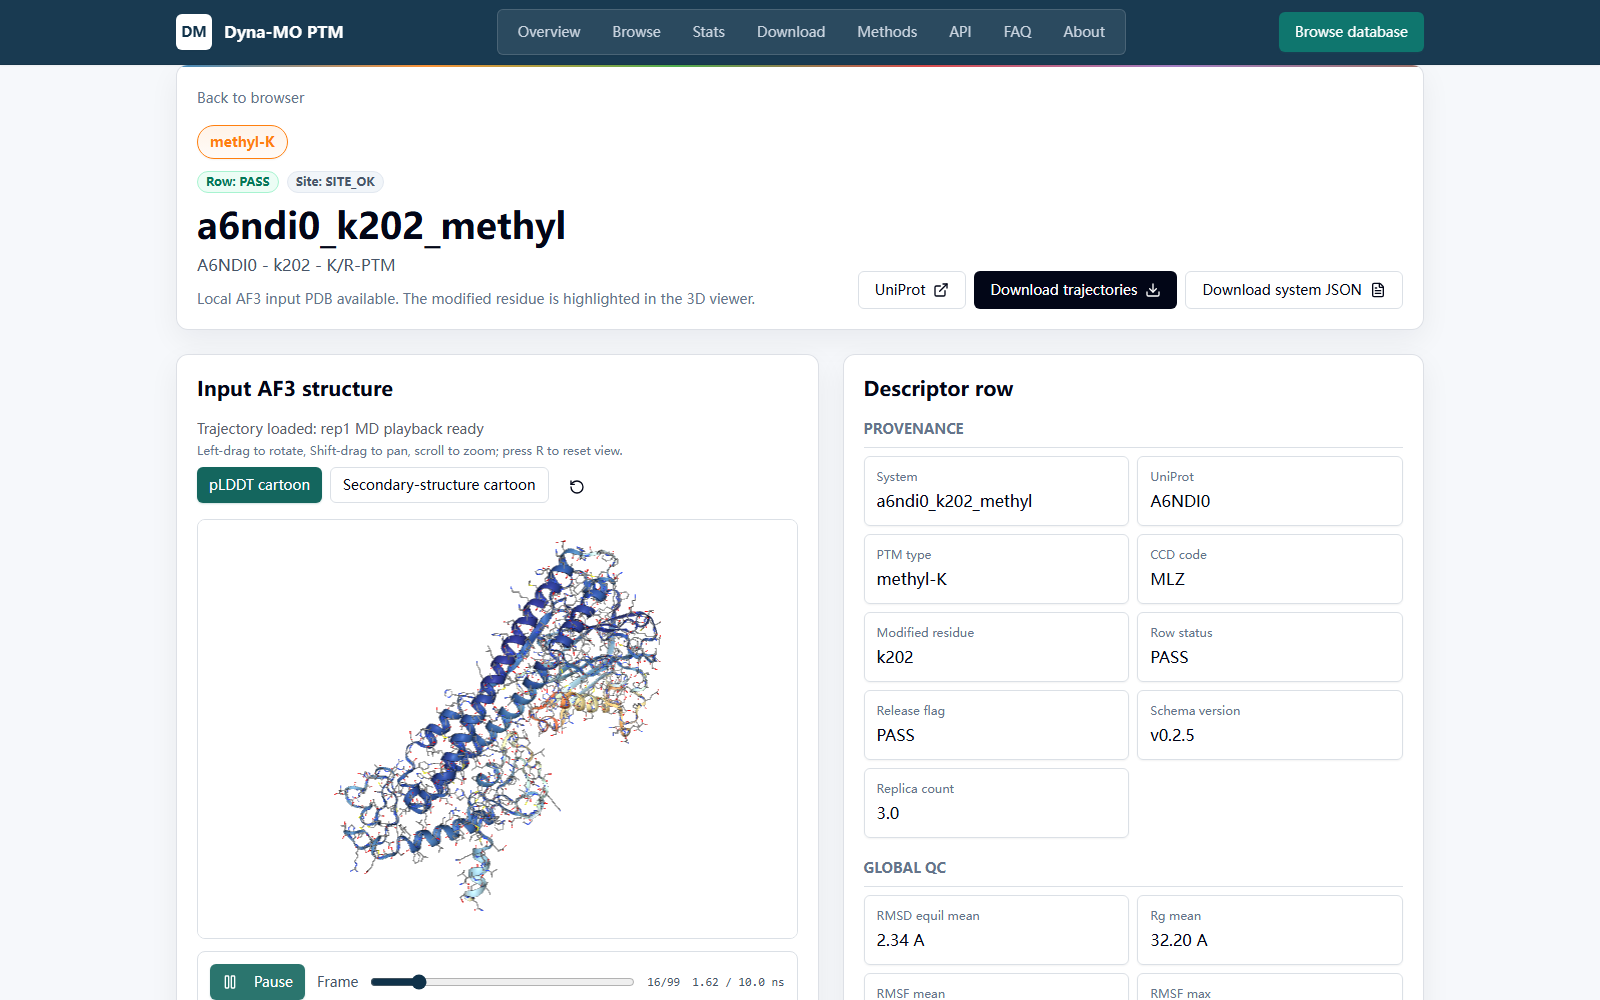 DM Dyna-MO PTM
Overview Browse Stats Download Methods API FAQ About
Browse database
Back to browser
methyl-K
Row: PASS Site: SITE_OK
a6ndi0_k202_methyl
A6NDI0 - k202 - K/R-PTM
Local AF3 input PDB available. The modified residue is highlighted in the 3D viewer.
UniProt Download trajectories Download system JSON
Input AF3 structure
Trajectory loaded: rep1 MD playback ready
Left-drag to rotate, Shift-drag to pan, scroll to zoom; press R to reset view.
pLDDT cartoon Secondary-structure cartoon
Pause Frame 16/99 1.62 / 10.0 ns
Descriptor row
PROVENANCE
System
a6ndi0_k202_methyl
UniProt
A6NDI0
PTM type
methyl-K
CCD code
MLZ
Modified residue
k202
Row status
PASS
Release flag
PASS
Schema version
v0.2.5
Replica count
3.0
GLOBAL QC
RMSD equil mean
2.34 A
Rg mean
32.20 A
RMSF mean
RMSF max